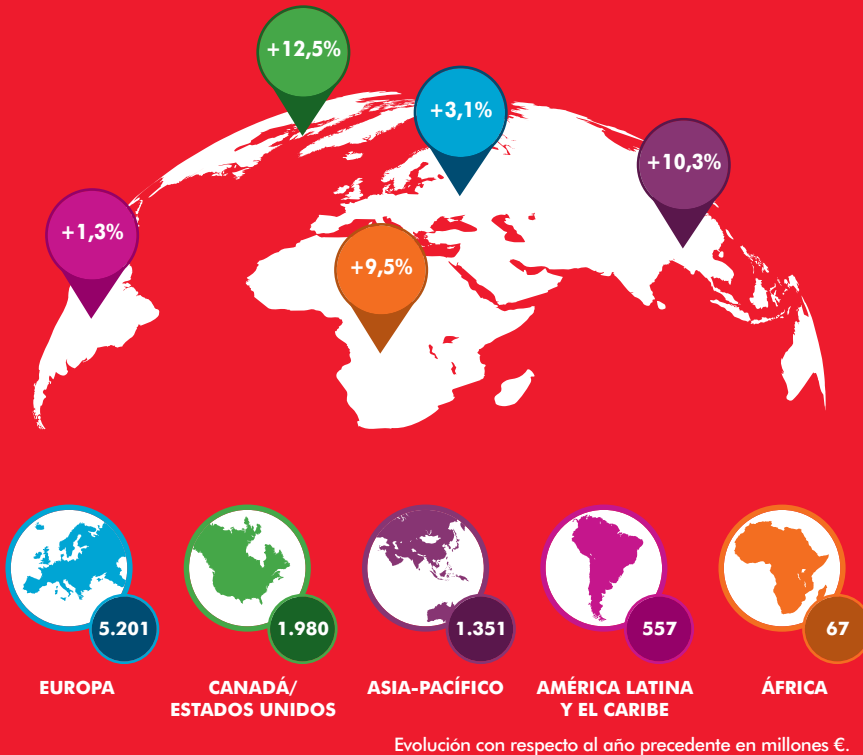 +12,5%
+3,1%
+10,3%
+1,3%
+9,5%
5.201
1.980
1.351
557
67
EUROPA
CANADÁ/
ESTADOS UNIDOS
ASIA-PACÍFICO
AMÉRICA LATINA
Y EL CARIBE
ÁFRICA
Evolución con respecto al año precedente en millones €.